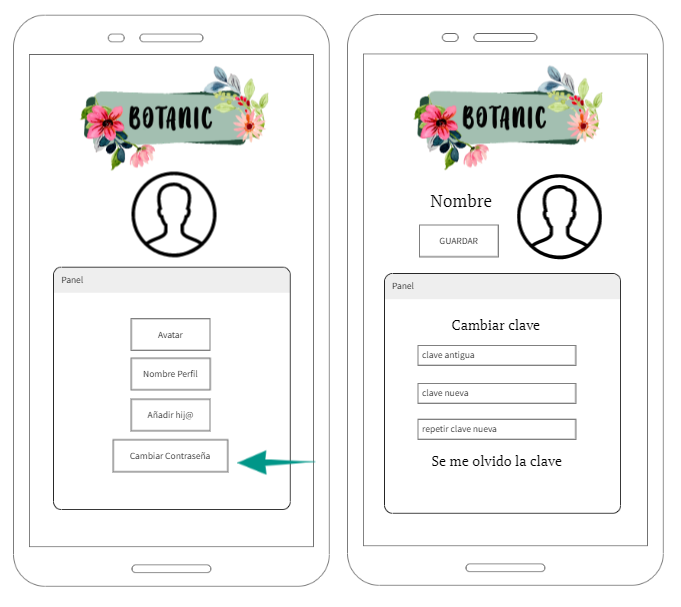 BOTANIC
Panel
Avatar
Nombre Perfil
Añadir hij@
Cambiar Contraseña
BOTANIC
Nombre
GUARDAR
Panel
Cambiar clave
clave antigua
clave nueva
repetir clave nueva
Se me olvido la clave